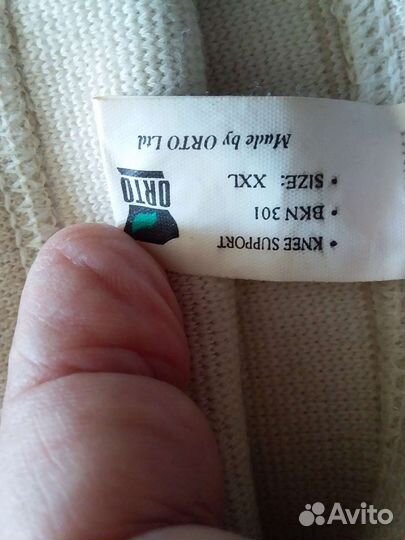 ORTO
• KNEE SUPPORT
• BKN 301
• SIZE: XXL
Made by ORTO Ltd
Avito